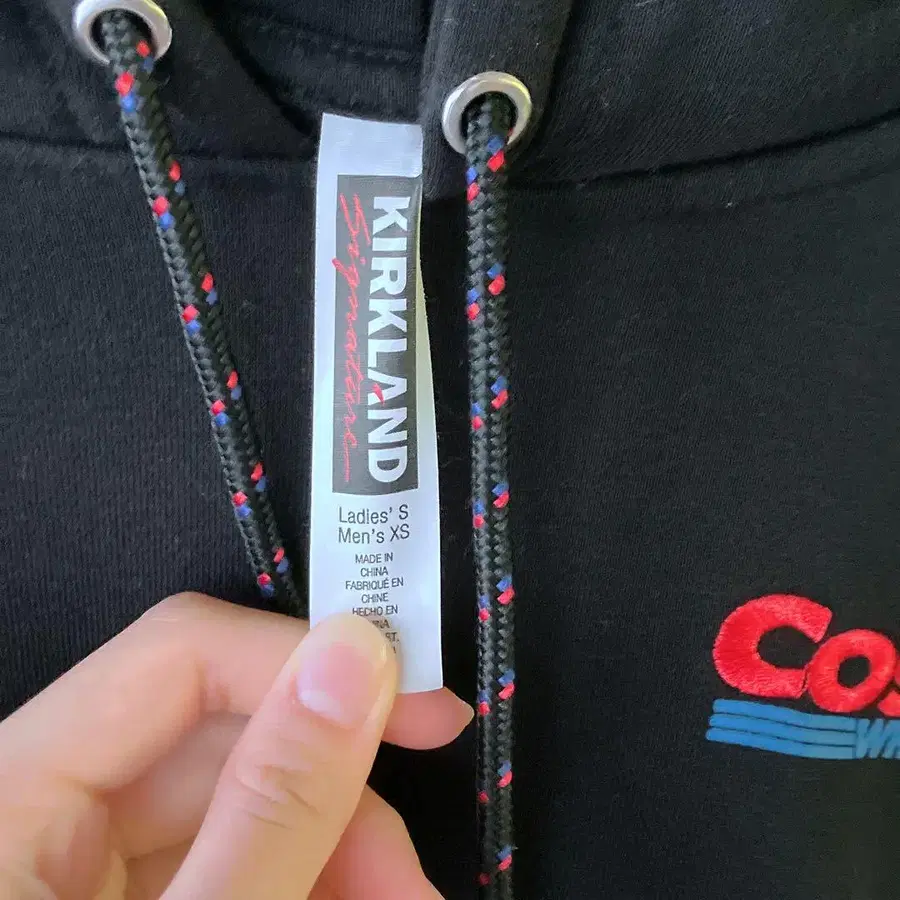 KIRKLAND
Signature
Ladies' S
Men's XS
MADE IN
CHINA
FABRIQUÉ EN
CHINE
HECHO EN